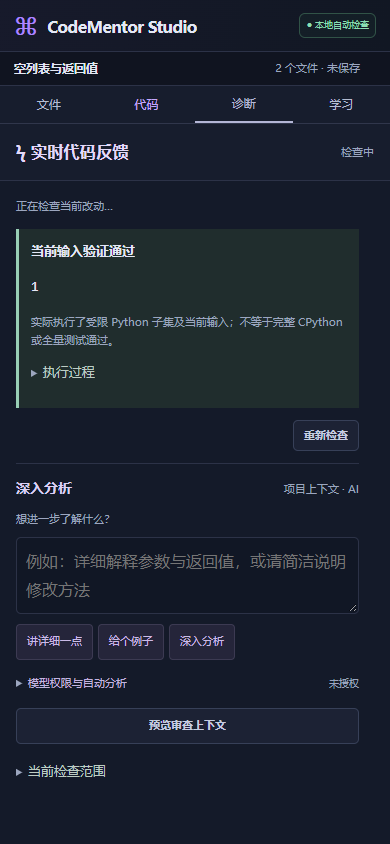 ⌘ CodeMentor Studio
● 本地自动检查
空列表与返回值
2 个文件 · 未保存
文件 代码 诊断 学习
实时代码反馈
检查中
正在检查当前改动...
当前输入验证通过
1
实际执行了受限 Python 子集及当前输入；不等于完整 CPython
或全量测试通过。
▸ 执行过程
重新检查
深入分析
项目上下文 · AI
想进一步了解什么？
例如：详细解释参数与返回值，或请简洁说明
修改方法
讲详细一点 给个例子 深入分析
▸ 模型权限与自动分析
未授权
预览审查上下文
▸ 当前检查范围